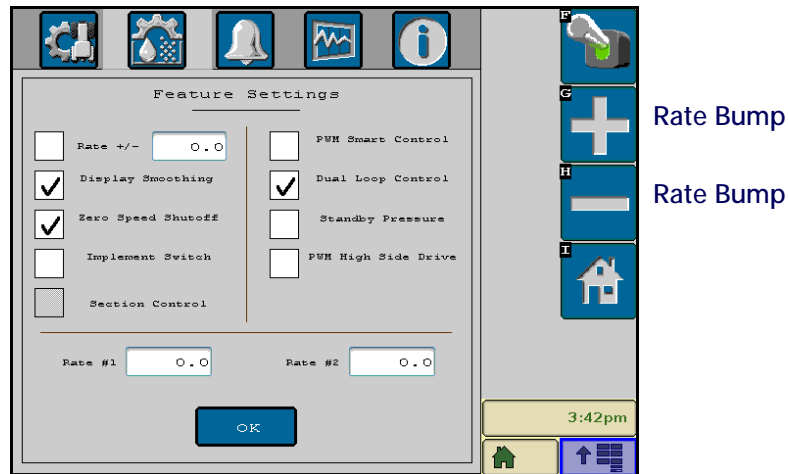 F
Feature Settings
G
Rate Bump
Rate +/- 0.0
PWM Smart Control
Display Smoothing
Dual Loop Control
H
Rate Bump
Zero Speed Shutoff
Standby Pressure
Implement Switch
PWM High Side Drive
I
Section Control
Rate #1 0.0
Rate #2 0.0
OK
3:42pm